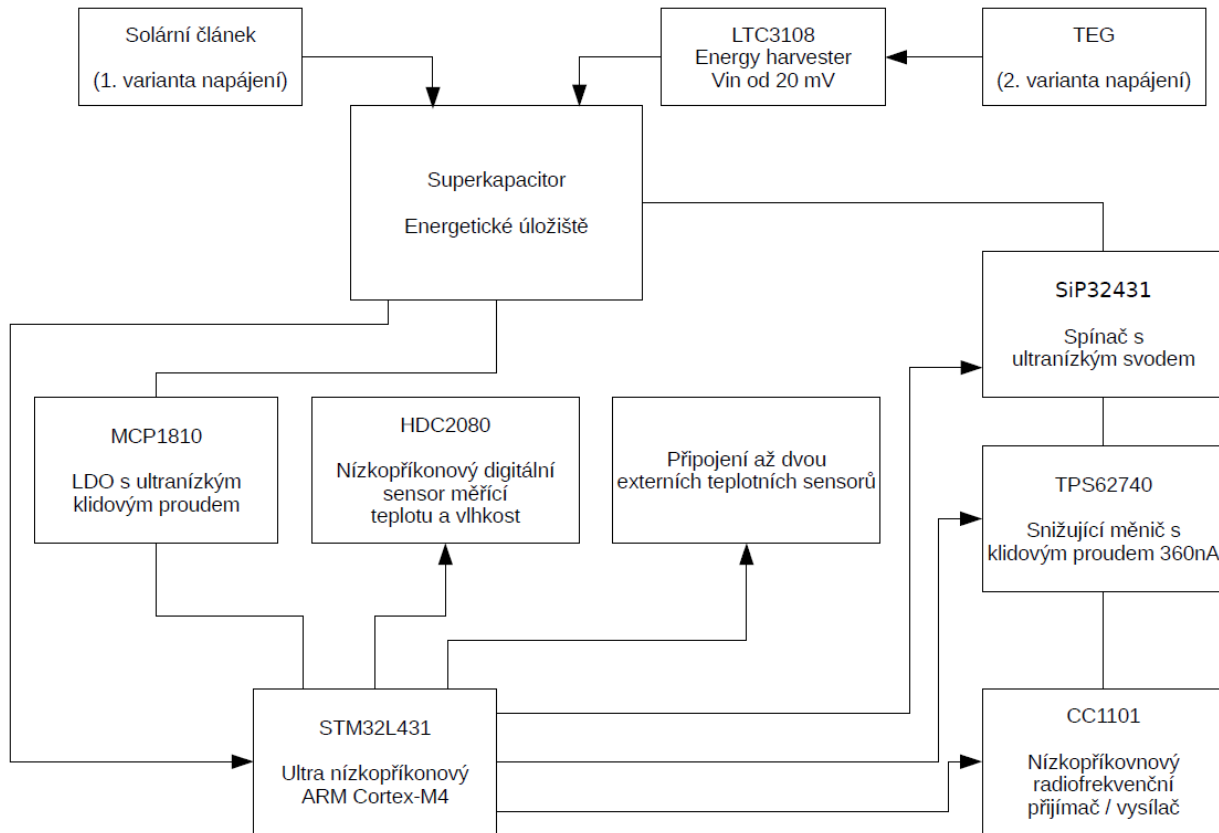 Solární článek
(1. varianta napájení)
LTC3108
Energy harvester
Vin od 20 mV
TEG
(2. varianta napájení)
Superkapacitor
Energetické úložiště
SiP32431
Spínač s
ultranízkým svodem
MCP1810
LDO s ultranízkým
klidovým proudem
HDC2080
Nízkopříkonový digitální
sensor měřící
teplotu a vlhkost
Připojení až dvou
externích teplotních sensorů
TPS62740
Snižující měnič s
klidovým proudem 360nA
STM32L431
Ultra nízkopříkonový
ARM Cortex-M4
CC1101
Nízkopříkovnový
radiofrekvenční
přijímač / vysílač